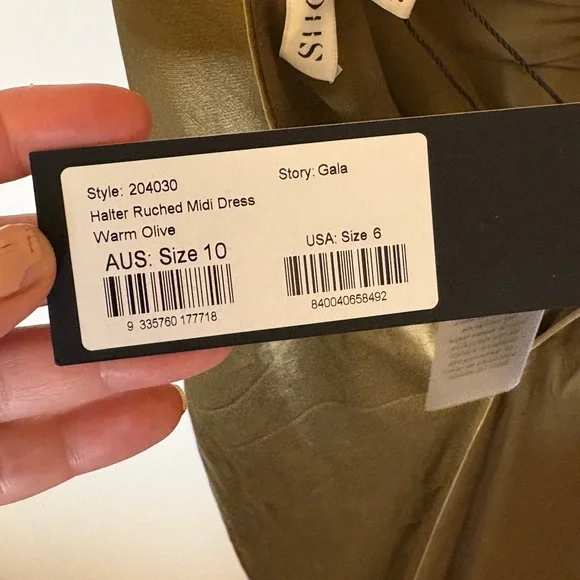 Style: 204030
Story: Gala
Halter Ruched Midi Dress
Warm Olive
AUS: Size 10
USA: Size 6
9 335760 177718
840040658492